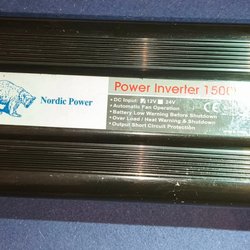 Nordic Power
Power Inverter 1500
• DC Input: ☑ 12V ☐ 24V
• Automatic Fan Operation
• Battery Low Warning Before Shutdown
• Over Load / Heat Warning & Shutdown
• Output Short Circuit Protection
CE